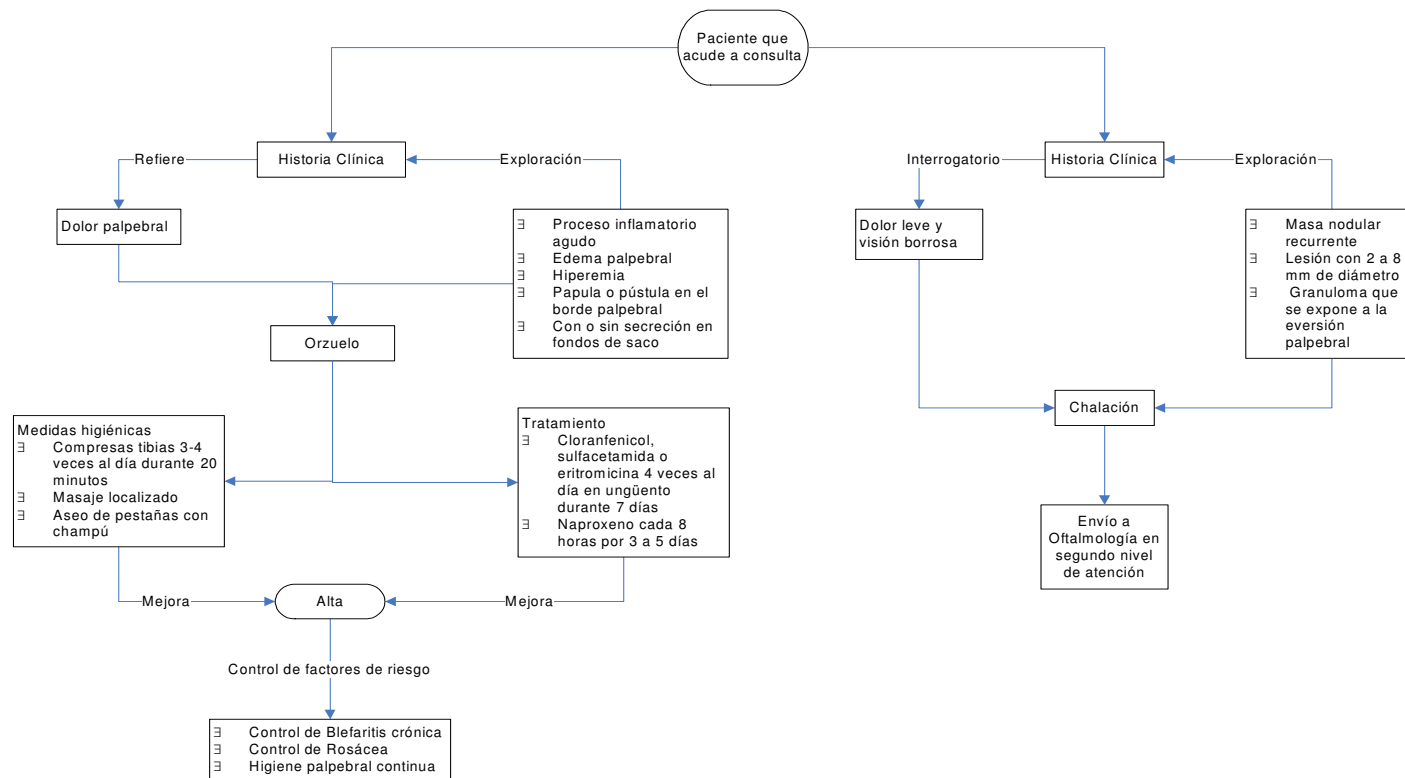 Paciente que
acude a consulta
Historia Clínica
Refiere
Exploración
Dolor palpebral
∃ Proceso inflamatorio
agudo
∃ Edema palpebral
∃ Hiperemia
∃ Papula o pústula en el
borde palpebral
∃ Con o sin secreción en
fondos de saco
Orzuelo
Medidas higiénicas
∃ Compresas tibias 3-4
veces al día durante 20
minutos
∃ Masaje localizado
∃ Aseo de pestañas con
champú
Tratamiento
∃ Cloranfenicol,
sulfacetamida o
eritromicina 4 veces al
día en ungüento
durante 7 días
∃ Naproxeno cada 8
horas por 3 a 5 días
Mejora
Alta
Mejora
Control de factores de riesgo
∃ Control de Blefaritis crónica
∃ Control de Rosácea
∃ Higiene palpebral continua
Interrogatorio
Historia Clínica
Exploración
Dolor leve y
visión borrosa
∃ Masa nodular
recurrente
∃ Lesión con 2 a 8
mm de diámetro
∃ Granuloma que
se expone a la
eversión
palpebral
Chalación
Envío a
Oftalmología en
segundo nivel
de atención